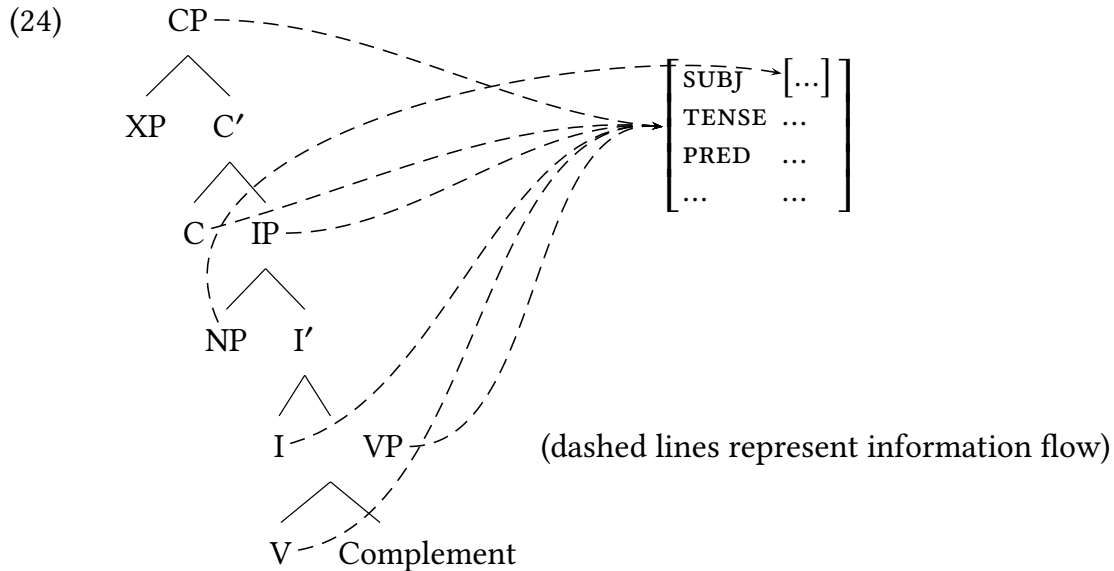 (24)
CP
XP C′
C IP
NP I′
I VP
V Complement
[SUBJ […]
TENSE …
PRED …
… …]
(dashed lines represent information flow)